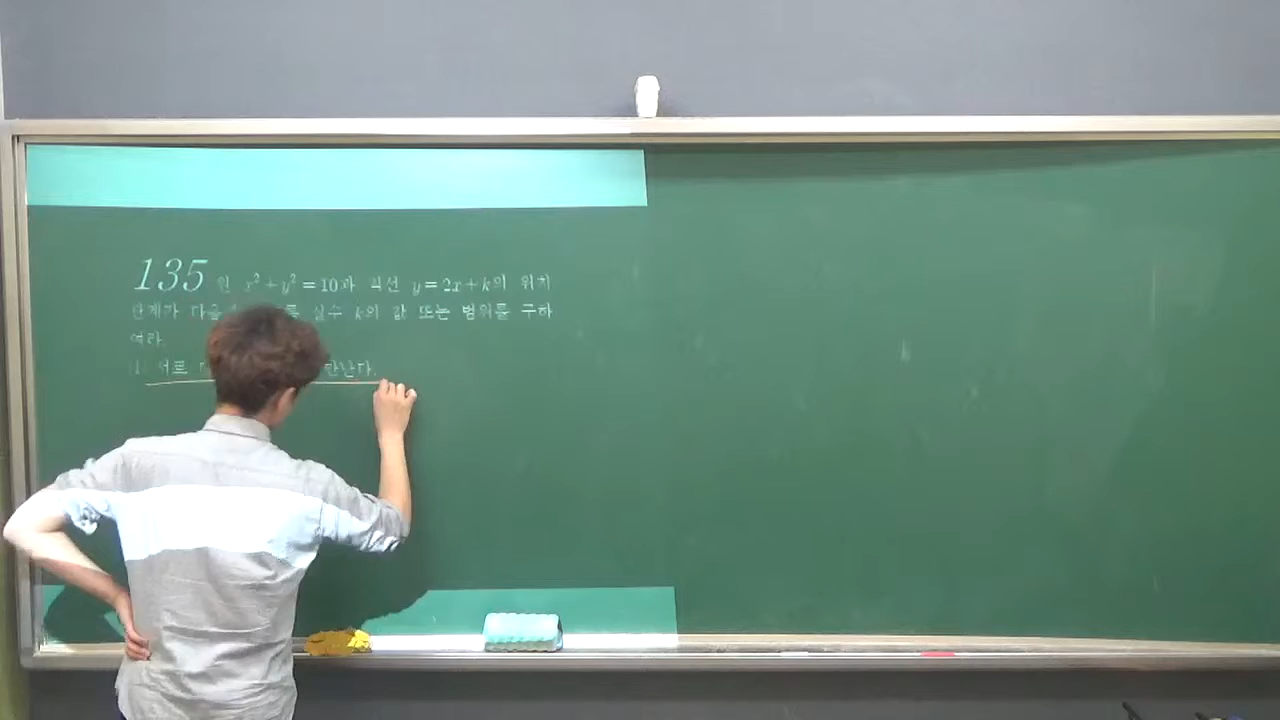 135 원 x²+y²=10과 직선 y=2x+k의 위치
관계가 다음 를 실수 k의 값 또는 범위를 구하
여라.
(1) 서로 만난다.